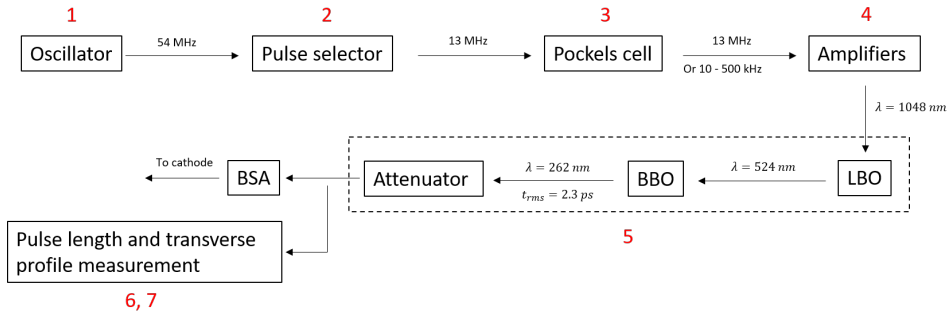 1
2
3
4
Oscillator
54 MHz
Pulse selector
13 MHz
Pockels cell
13 MHz
Or 10 - 500 kHz
Amplifiers
λ = 1048 nm
To cathode
BSA
Attenuator
λ = 262 nm
t_rms = 2.3 ps
BBO
λ = 524 nm
LBO
5
Pulse length and transverse
profile measurement
6, 7